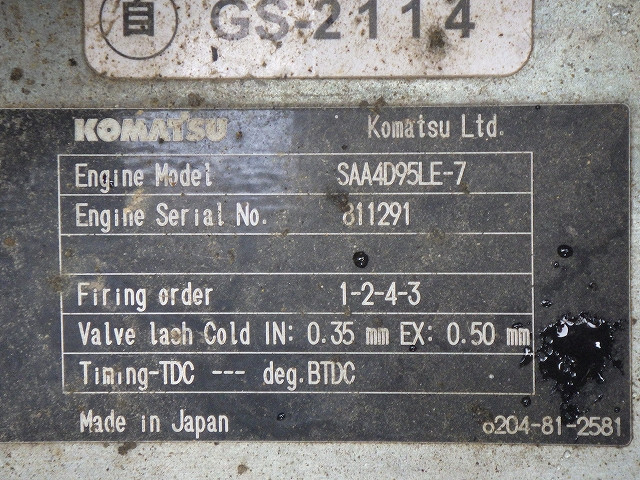 自 GS-2114
KOMATSU Komatsu Ltd.
Engine Model SAA4D95LE-7
Engine Serial No. 811291
Firing order 1-2-4-3
Valve lach Cold IN: 0.35 mm EX: 0.50 mm
Timing-TDC --- deg.BTDC
Made in Japan 6204-81-2581